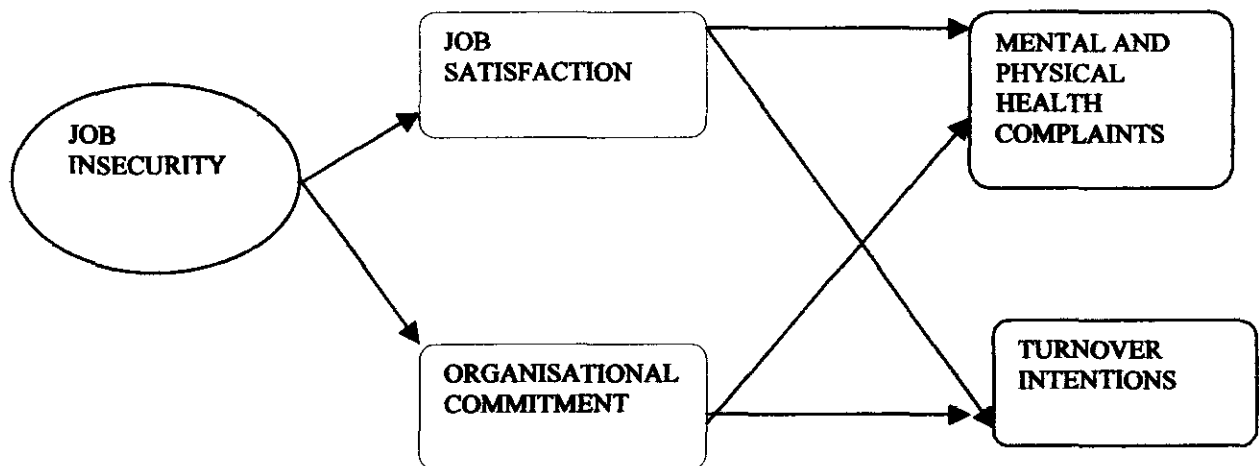 JOB
INSECURITY
JOB
SATISFACTION
ORGANISATIONAL
COMMITMENT
MENTAL AND
PHYSICAL
HEALTH
COMPLAINTS
TURNOVER
INTENTIONS